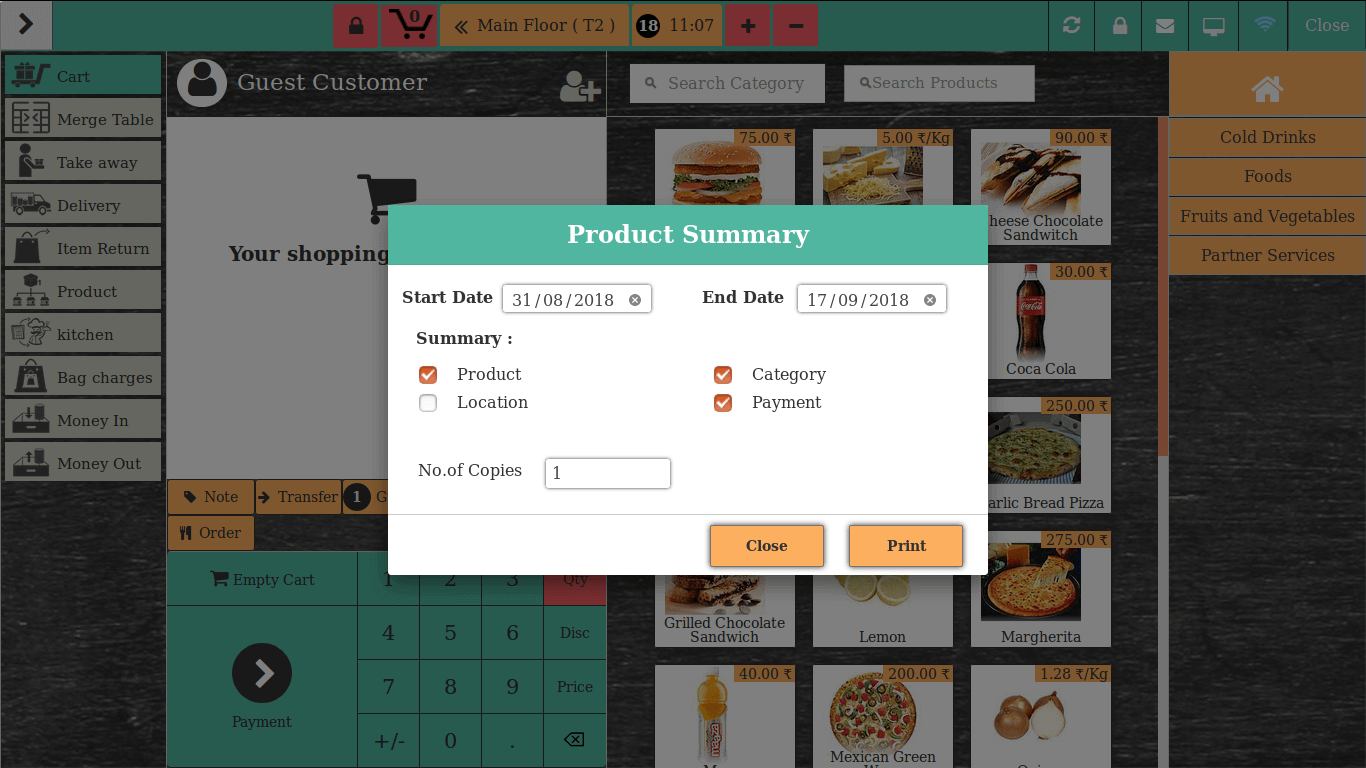 0
Main Floor ( T2 )
18 11:07
Close
Cart
Merge Table
Take away
Delivery
Item Return
Product
kitchen
Bag charges
Money In
Money Out
Guest Customer
Your shopping
Note
Transfer
1 G
Order
Empty Cart
Payment
1 2 3 Qty
4 5 6 Disc
7 8 9 Price
+/- 0 .
Search Category
Search Products
75.00 ₹
5.00 ₹/Kg
90.00 ₹
heese Chocolate
Sandwitch
30.00 ₹
Coca Cola
250.00 ₹
arlic Bread Pizza
275.00 ₹
Grilled Chocolate
Sandwich
Lemon
Margherita
40.00 ₹
200.00 ₹
1.28 ₹/Kg
maaza
Mexican Green
Cold Drinks
Foods
Fruits and Vegetables
Partner Services
Product Summary
Start Date 31/08/2018
End Date 17/09/2018
Summary :
Product
Category
Location
Payment
No.of Copies 1
Close
Print